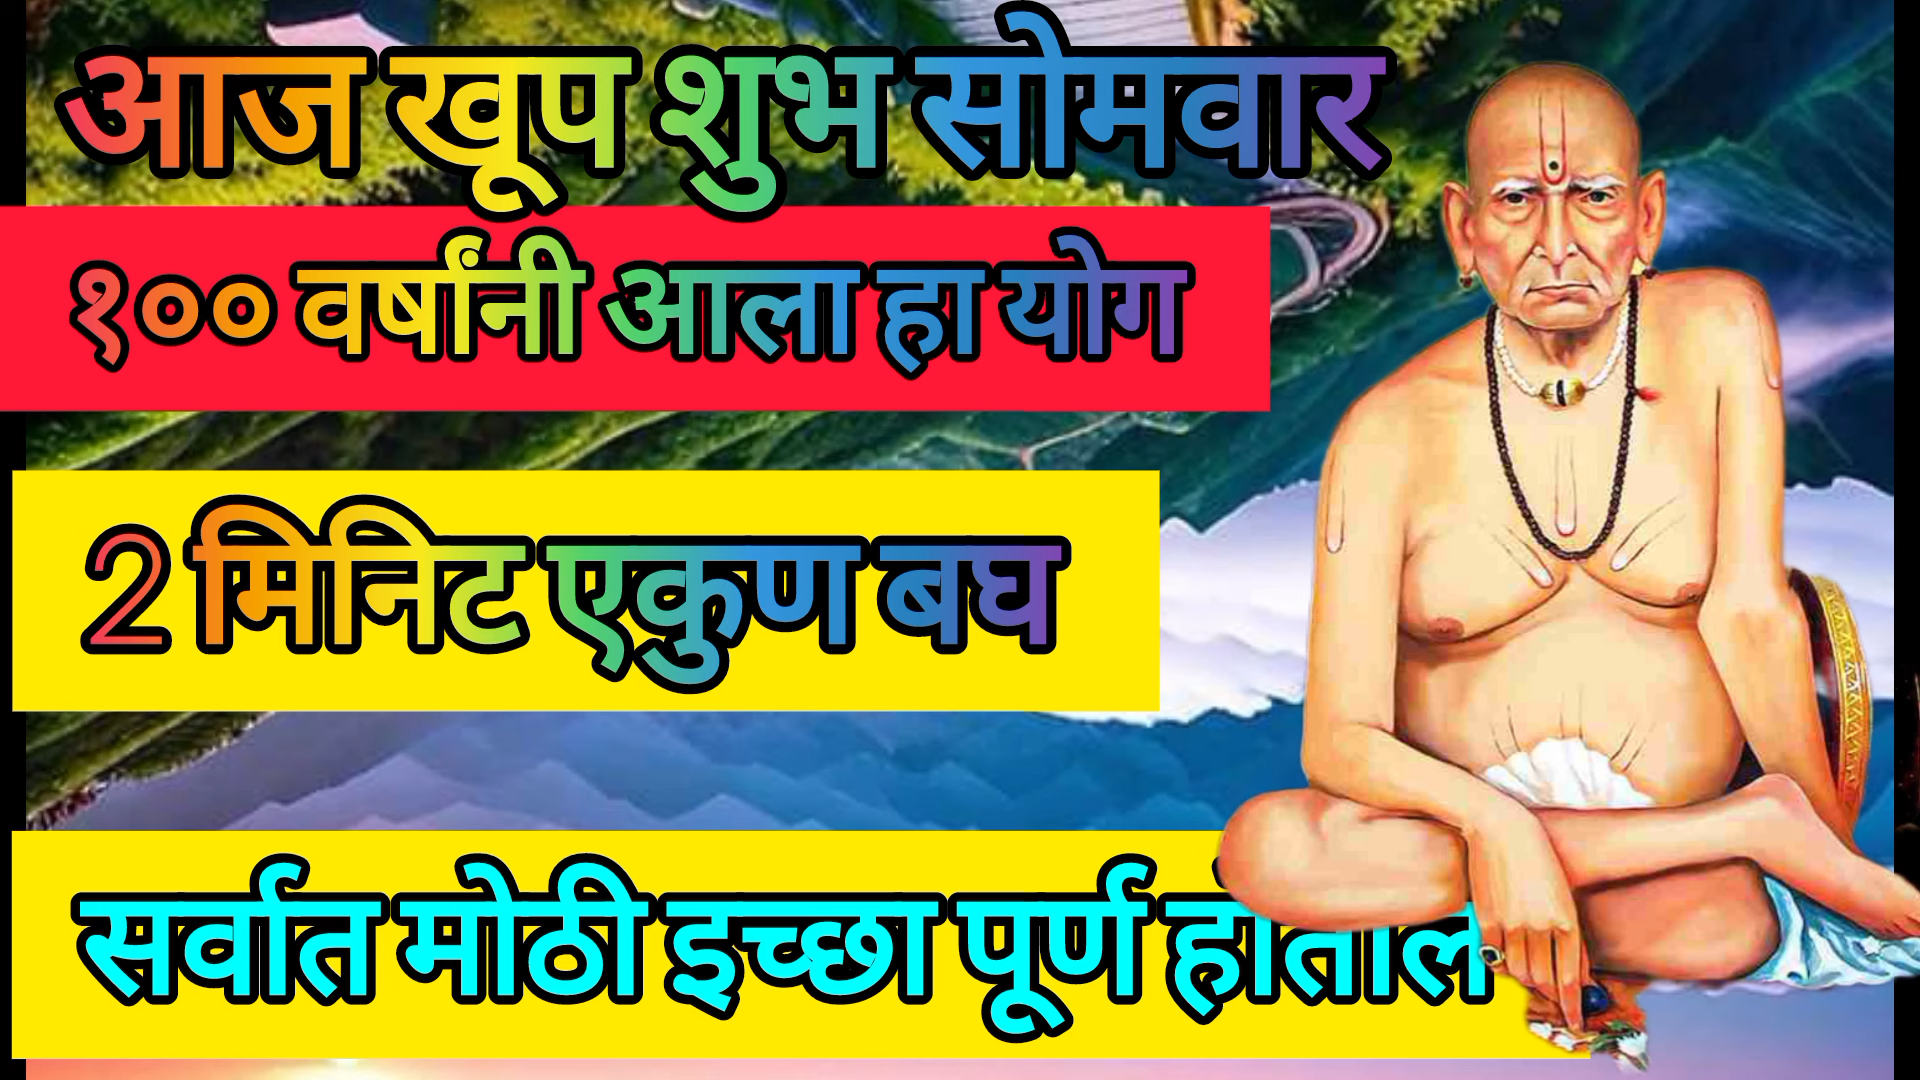 आज खूप शुभ सोमवार
१०० वर्षांनी आला हा योग
2 मिनिट एकुण बघ
सर्वात मोठी इच्छा पूर्ण होतील